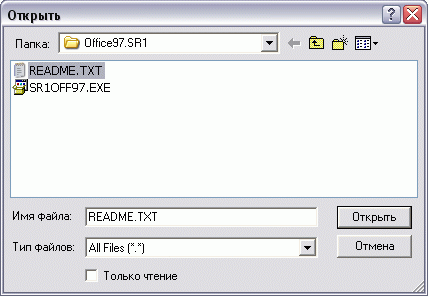 Открыть
Папка: Office97.SR1
README.TXT
SR1OFF97.EXE
Имя файла: README.TXT Открыть
Тип файлов: All Files (*.*) Отмена
Только чтение